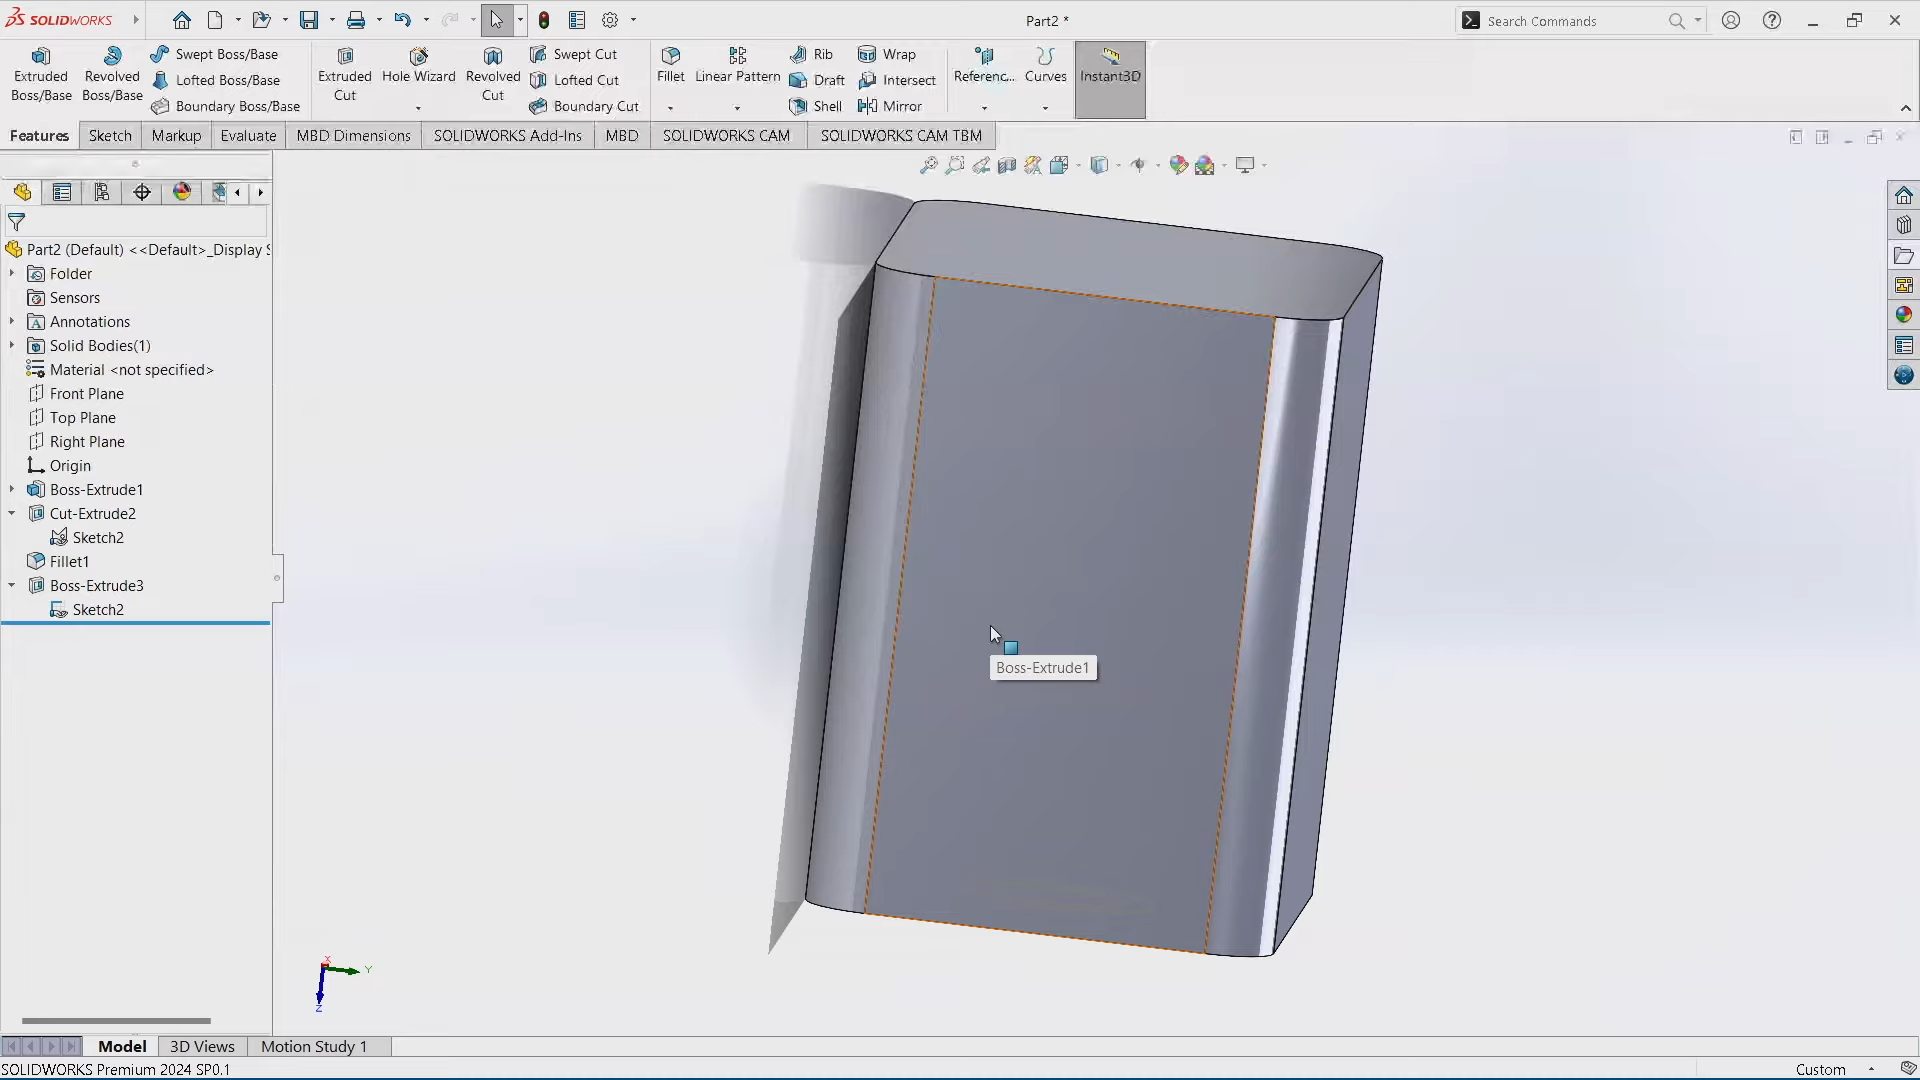 SOLIDWORKS
Part2 *
Search Commands
Extruded Boss/Base
Revolved Boss/Base
Swept Boss/Base
Lofted Boss/Base
Boundary Boss/Base
Extruded Cut
Hole Wizard
Revolved Cut
Swept Cut
Lofted Cut
Boundary Cut
Fillet
Linear Pattern
Rib
Draft
Shell
Wrap
Intersect
Mirror
Referenc...
Curves
Instant3D
Features
Sketch
Markup
Evaluate
MBD Dimensions
SOLIDWORKS Add-Ins
MBD
SOLIDWORKS CAM
SOLIDWORKS CAM TBM
Part2 (Default) <<Default>_Display S
Folder
Sensors
Annotations
Solid Bodies(1)
Material <not specified>
Front Plane
Top Plane
Right Plane
Origin
Boss-Extrude1
Cut-Extrude2
Sketch2
Fillet1
Boss-Extrude3
Sketch2
Boss-Extrude1
X
Y
Z
Model
3D Views
Motion Study 1
SOLIDWORKS Premium 2024 SP0.1
Custom